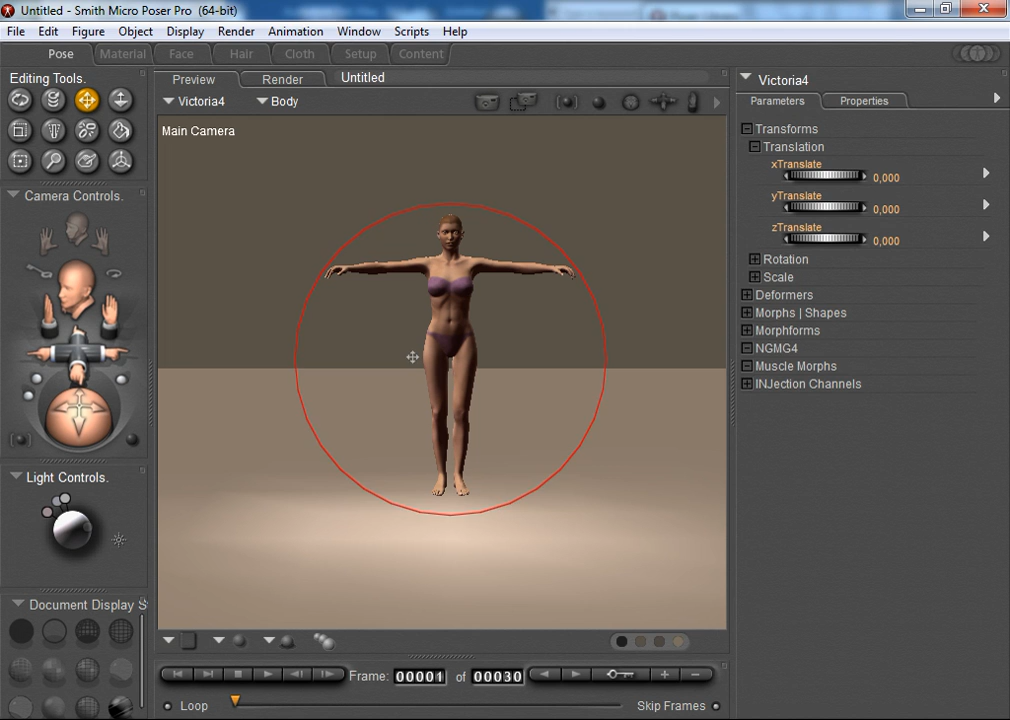 Untitled - Smith Micro Poser Pro (64-bit)
File Edit Figure Object Display Render Animation Window Scripts Help
Pose Material Face Hair Cloth Setup Content
Editing Tools.
Camera Controls.
Light Controls.
Document Display S
Preview Render Untitled
Victoria4 Body
Main Camera
Frame: 00001 of 00030
Loop Skip Frames
Victoria4
Parameters Properties
Transforms
Translation
xTranslate
0,000
yTranslate
0,000
zTranslate
0,000
Rotation
Scale
Deformers
Morphs | Shapes
Morphforms
NGMG4
Muscle Morphs
INJection Channels